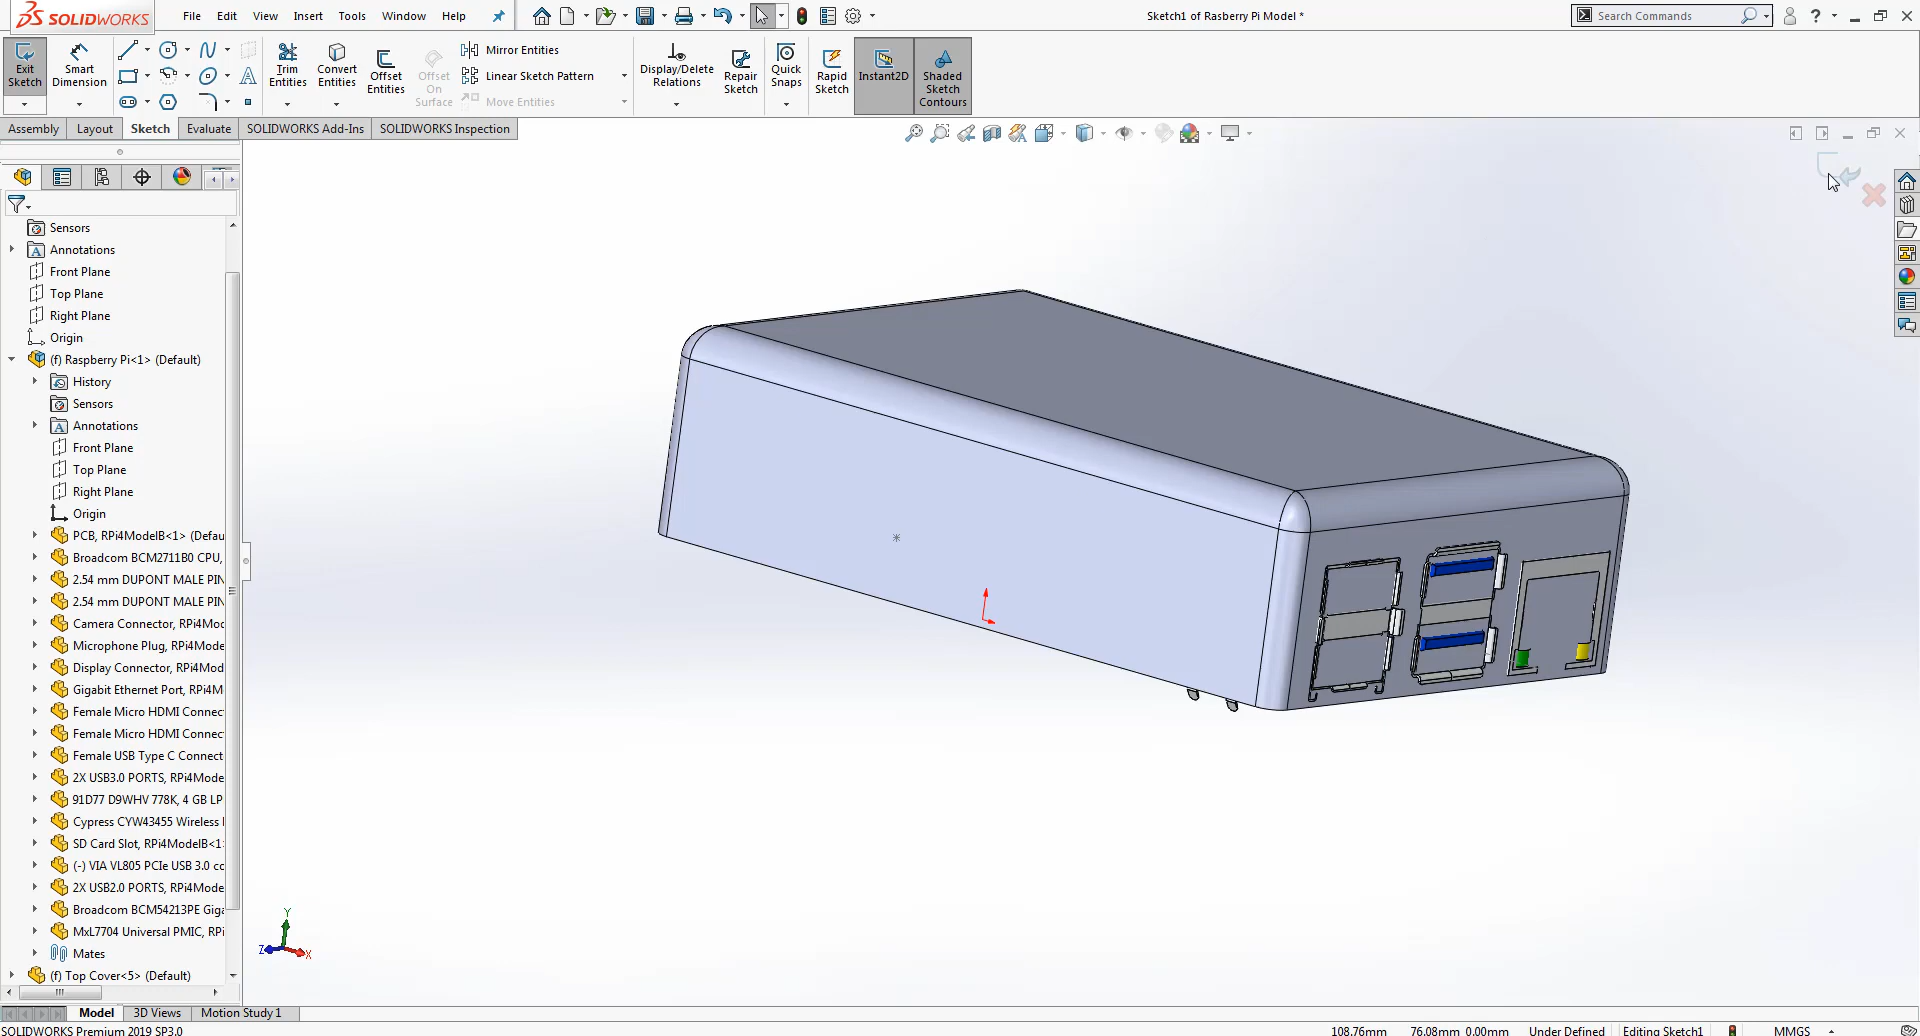 SOLIDWORKS
File Edit View Insert Tools Window Help
Sketch1 of Rasberry Pi Model *
Search Commands
Exit Sketch
Smart Dimension
Trim Entities
Convert Entities
Offset Entities
Offset On Surface
Mirror Entities
Linear Sketch Pattern
Move Entities
Display/Delete Relations
Repair Sketch
Quick Snaps
Rapid Sketch
Instant2D
Shaded Sketch Contours
Assembly Layout Sketch Evaluate SOLIDWORKS Add-Ins SOLIDWORKS Inspection
Sensors
Annotations
Front Plane
Top Plane
Right Plane
Origin
(f) Raspberry Pi<1> (Default)
History
Sensors
Annotations
Front Plane
Top Plane
Right Plane
Origin
PCB, RPi4ModelB<1> (Defau
Broadcom BCM2711B0 CPU,
2.54 mm DUPONT MALE PIN
2.54 mm DUPONT MALE PIN
Camera Connector, RPi4Mod
Microphone Plug, RPi4Mode
Display Connector, RPi4Mod
Gigabit Ethernet Port, RPi4M
Female Micro HDMI Connec
Female Micro HDMI Connec
Female USB Type C Connect
2X USB3.0 PORTS, RPi4Mode
91D77 D9WHV 778K, 4 GB LP
Cypress CYW43455 Wireless
SD Card Slot, RPi4ModelB<1
(-) VIA VL805 PCIe USB 3.0 co
2X USB2.0 PORTS, RPi4Mode
Broadcom BCM54213PE Giga
MxL7704 Universal PMIC, RPi
Mates
(f) Top Cover<5> (Default)
Y
Z X
Model 3D Views Motion Study 1
SOLIDWORKS Premium 2019 SP3.0
108.76mm 76.08mm 0.00mm Under Defined Editing Sketch1 MMGS